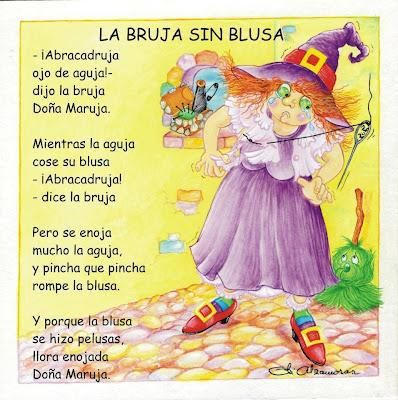 LA BRUJA SIN BLUSA
- ¡Abracadruja
ojo de aguja!-
dijo la bruja
Doña Maruja.
Mientras la aguja
cose su blusa
- ¡Abracadruja!
- dice la bruja
Pero se enoja
mucho la aguja,
y pincha que pincha
rompe la blusa.
Y porque la blusa
se hizo pelusas,
llora enojada
Doña Maruja.